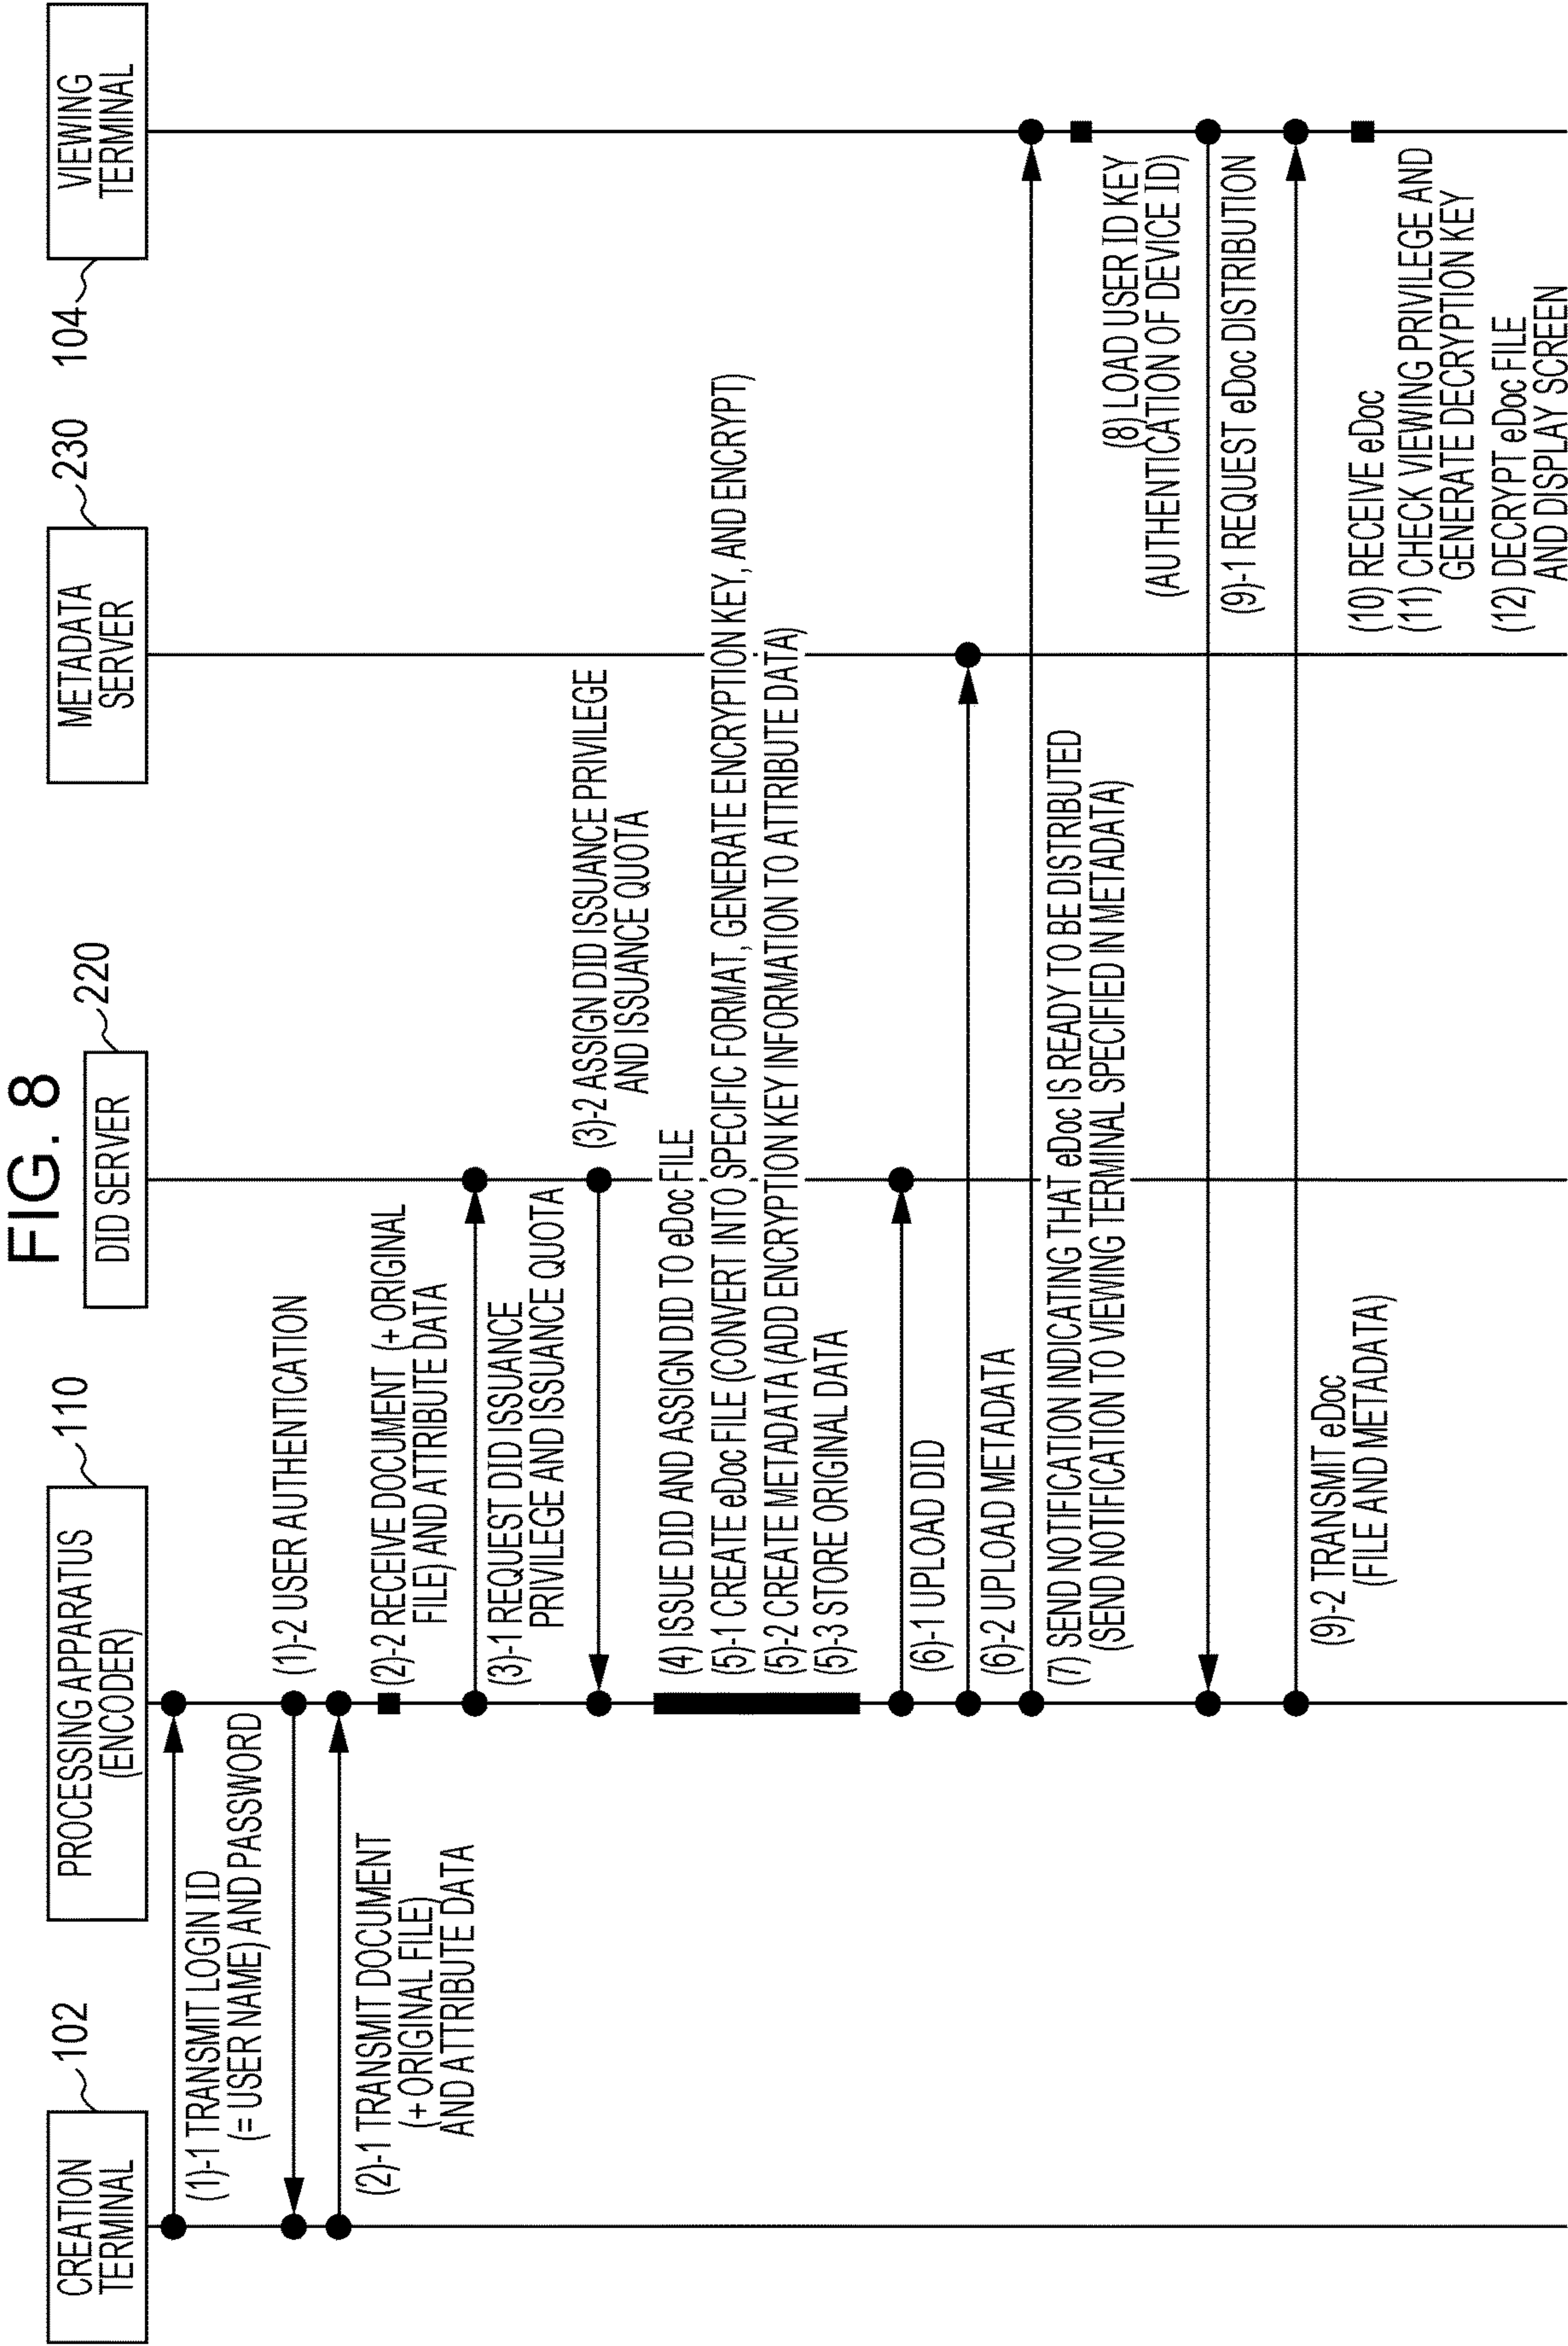 FIG. 8
CREATION
TERMINAL
102
PROCESSING APPARATUS
(ENCODER)
110
DID SERVER
220
METADATA
SERVER
230
VIEWING
TERMINAL
104
(1)-1 TRANSMIT LOGIN ID
(= USER NAME) AND PASSWORD
(1)-2 USER AUTHENTICATION
(2)-1 TRANSMIT DOCUMENT
(+ ORIGINAL FILE)
AND ATTRIBUTE DATA
(2)-2 RECEIVE DOCUMENT (+ ORIGINAL
FILE) AND ATTRIBUTE DATA
(3)-1 REQUEST DID ISSUANCE
PRIVILEGE AND ISSUANCE QUOTA
(3)-2 ASSIGN DID ISSUANCE PRIVILEGE
AND ISSUANCE QUOTA
(4) ISSUE DID AND ASSIGN DID TO eDoc FILE
(5)-1 CREATE eDoc FILE (CONVERT INTO SPECIFIC FORMAT, GENERATE ENCRYPTION KEY, AND ENCRYPT)
(5)-2 CREATE METADATA (ADD ENCRYPTION KEY INFORMATION TO ATTRIBUTE DATA)
(5)-3 STORE ORIGINAL DATA
(6)-1 UPLOAD DID
(6)-2 UPLOAD METADATA
(7) SEND NOTIFICATION INDICATING THAT eDoc IS READY TO BE DISTRIBUTED
(SEND NOTIFICATION TO VIEWING TERMINAL SPECIFIED IN METADATA)
(8) LOAD USER ID KEY
(AUTHENTICATION OF DEVICE ID)
(9)-1 REQUEST eDoc DISTRIBUTION
(9)-2 TRANSMIT eDoc
(FILE AND METADATA)
(10) RECEIVE eDoc
(11) CHECK VIEWING PRIVILEGE AND
GENERATE DECRYPTION KEY
(12) DECRYPT eDoc FILE
AND DISPLAY SCREEN